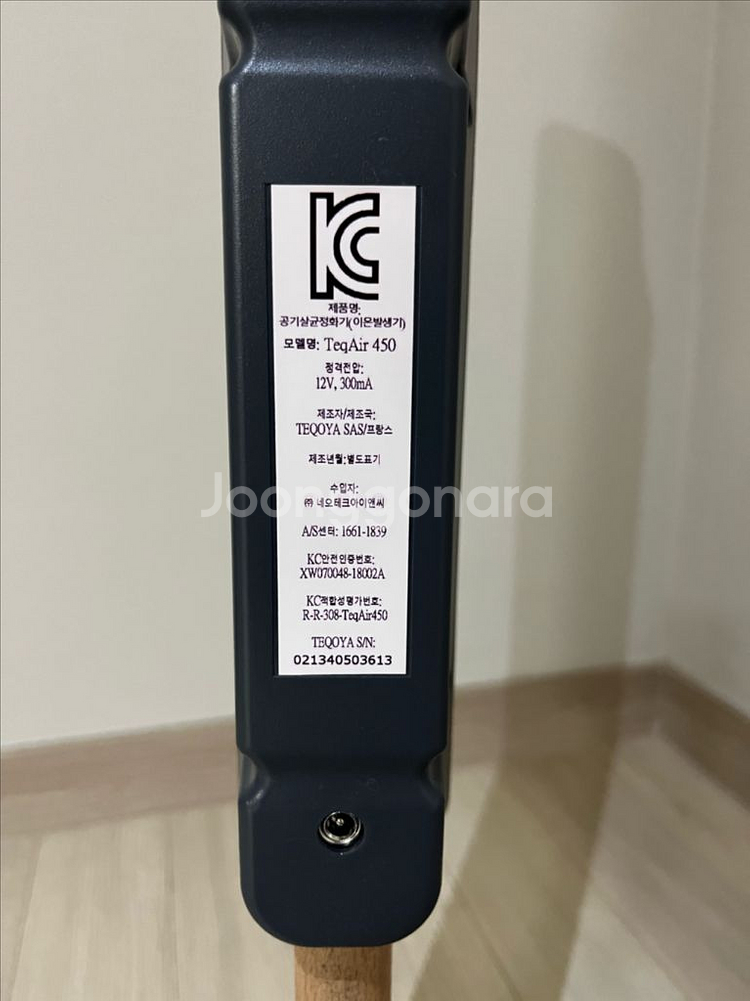 KC
제품명:
공기살균정화기(이온발생기)
모델명: TeqAir 450
정격전압:
12V, 300mA
제조자/제조국:
TEQOYA SAS/프랑스
제조년월:별도표기
수입자:
㈜ 네오테크아이앤씨
Joonggonara
A/S센터: 1661-1839
KC안전인증번호:
XW070048-18002A
KC적합성평가번호:
R-R-308-TeqAir450
TEQOYA S/N:
021340503613